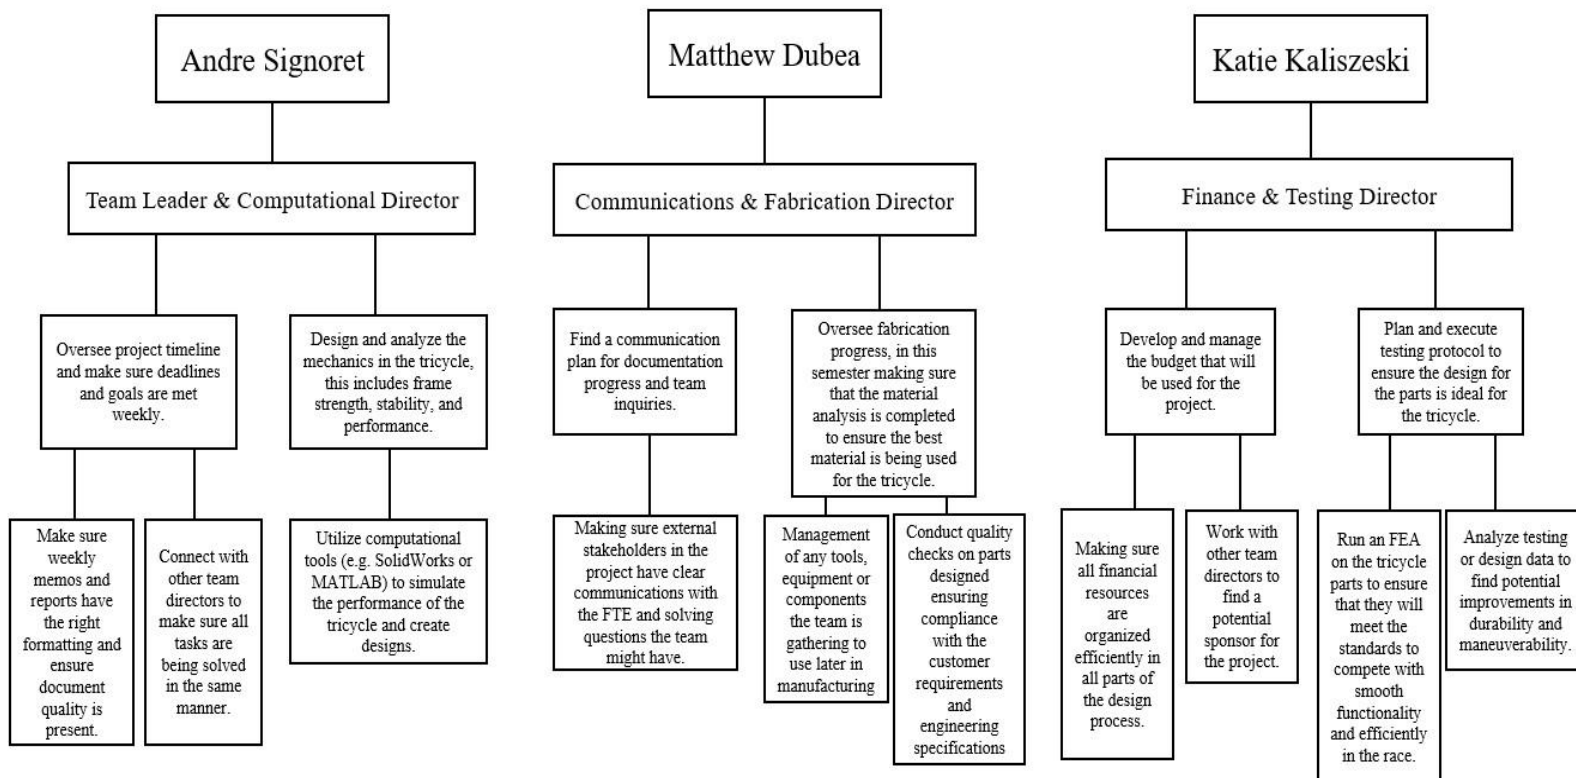 Andre Signoret
Matthew Dubea
Katie Kaliszeski
Team Leader & Computational Director
Communications & Fabrication Director
Finance & Testing Director
Oversee project timeline
and make sure deadlines
and goals are met
weekly.
Design and analyze the
mechanics in the tricycle,
this includes frame
strength, stability, and
performance.
Find a communication
plan for documentation
progress and team
inquiries.
Oversee fabrication
progress, in this
semester making sure
that the material
analysis is completed
to ensure the best
material is being used
for the tricycle.
Develop and manage
the budget that will
be used for the
project.
Plan and execute
testing protocol to
ensure the design for
the parts is ideal for
the tricycle.
Make sure
weekly
memos and
reports have
the right
formatting and
ensure
document
quality is
present.
Connect with
other team
directors to
make sure all
tasks are
being solved
in the same
manner.
Utilize computational
tools (e.g. SolidWorks or
MATLAB) to simulate
the performance of the
tricycle and create
designs.
Making sure external
stakeholders in the
project have clear
communications with
the FTE and solving
questions the team
might have.
Management
of any tools,
equipment or
components
the team is
gathering to
use later in
manufacturing
Conduct quality
checks on parts
designed
ensuring
compliance
with the
customer
requirements
and
engineering
specifications
Making sure
all financial
resources
are
organized
efficiently in
all parts of
the design
process.
Work with
other team
directors to
find a
potential
sponsor for
the project.
Run an FEA
on the tricycle
parts to ensure
that they will
meet the
standards to
compete with
smooth
functionality
and efficiently
in the race.
Analyze testing
or design data to
find potential
improvements in
durability and
maneuverability.